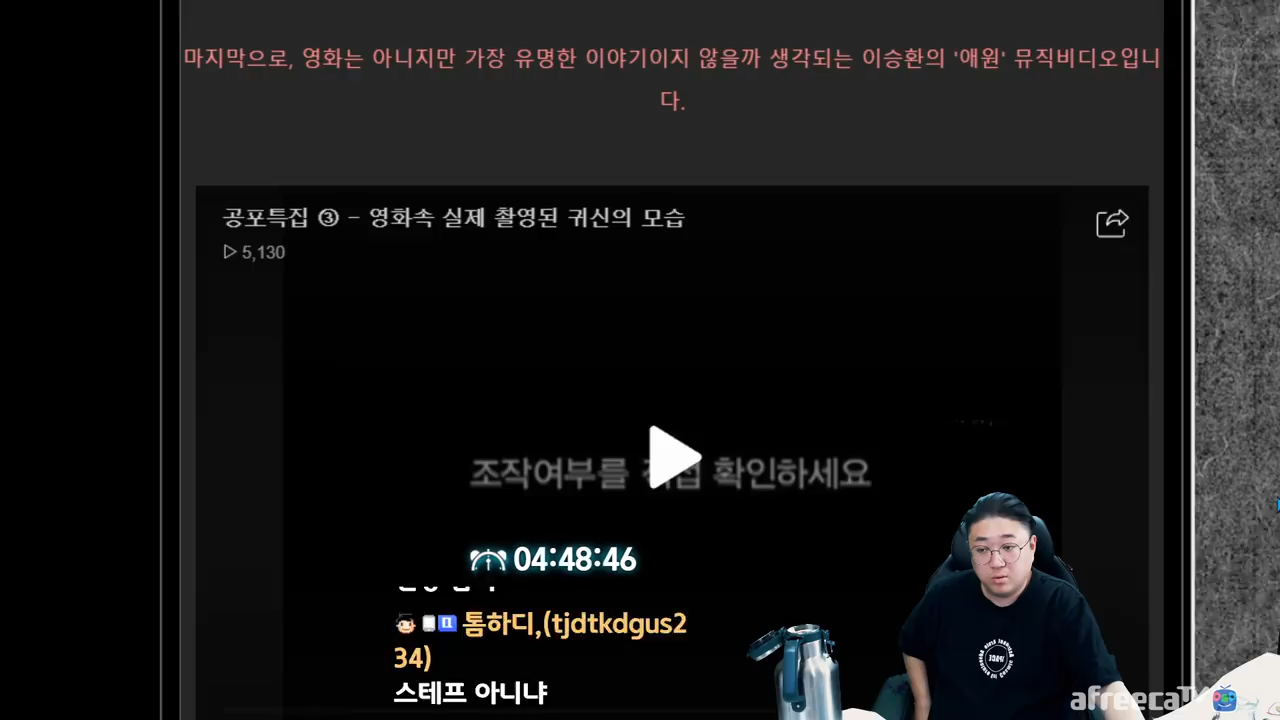 마지막으로, 영화는 아니지만 가장 유명한 이야기이지 않을까 생각되는 이승환의 '애원' 뮤직비디오입니
다.
공포특집 ③ - 영화속 실제 촬영된 귀신의 모습
5,130
조작여부를 직접 확인하세요
04:48:46
톰하디,(tjdtkdgus2
34)
스테프 아니냐
afreecaTV